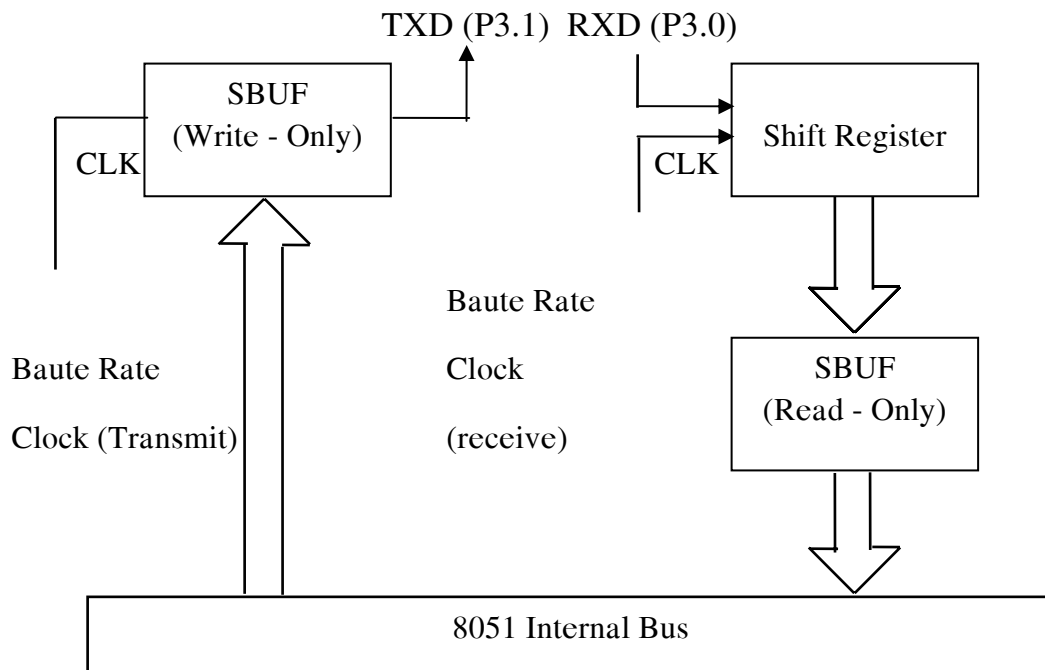 TXD (P3.1) RXD (P3.0)
SBUF
(Write - Only)
CLK
Shift Register
CLK
Baute Rate
Clock (Transmit)
Baute Rate
Clock
(receive)
SBUF
(Read - Only)
8051 Internal Bus